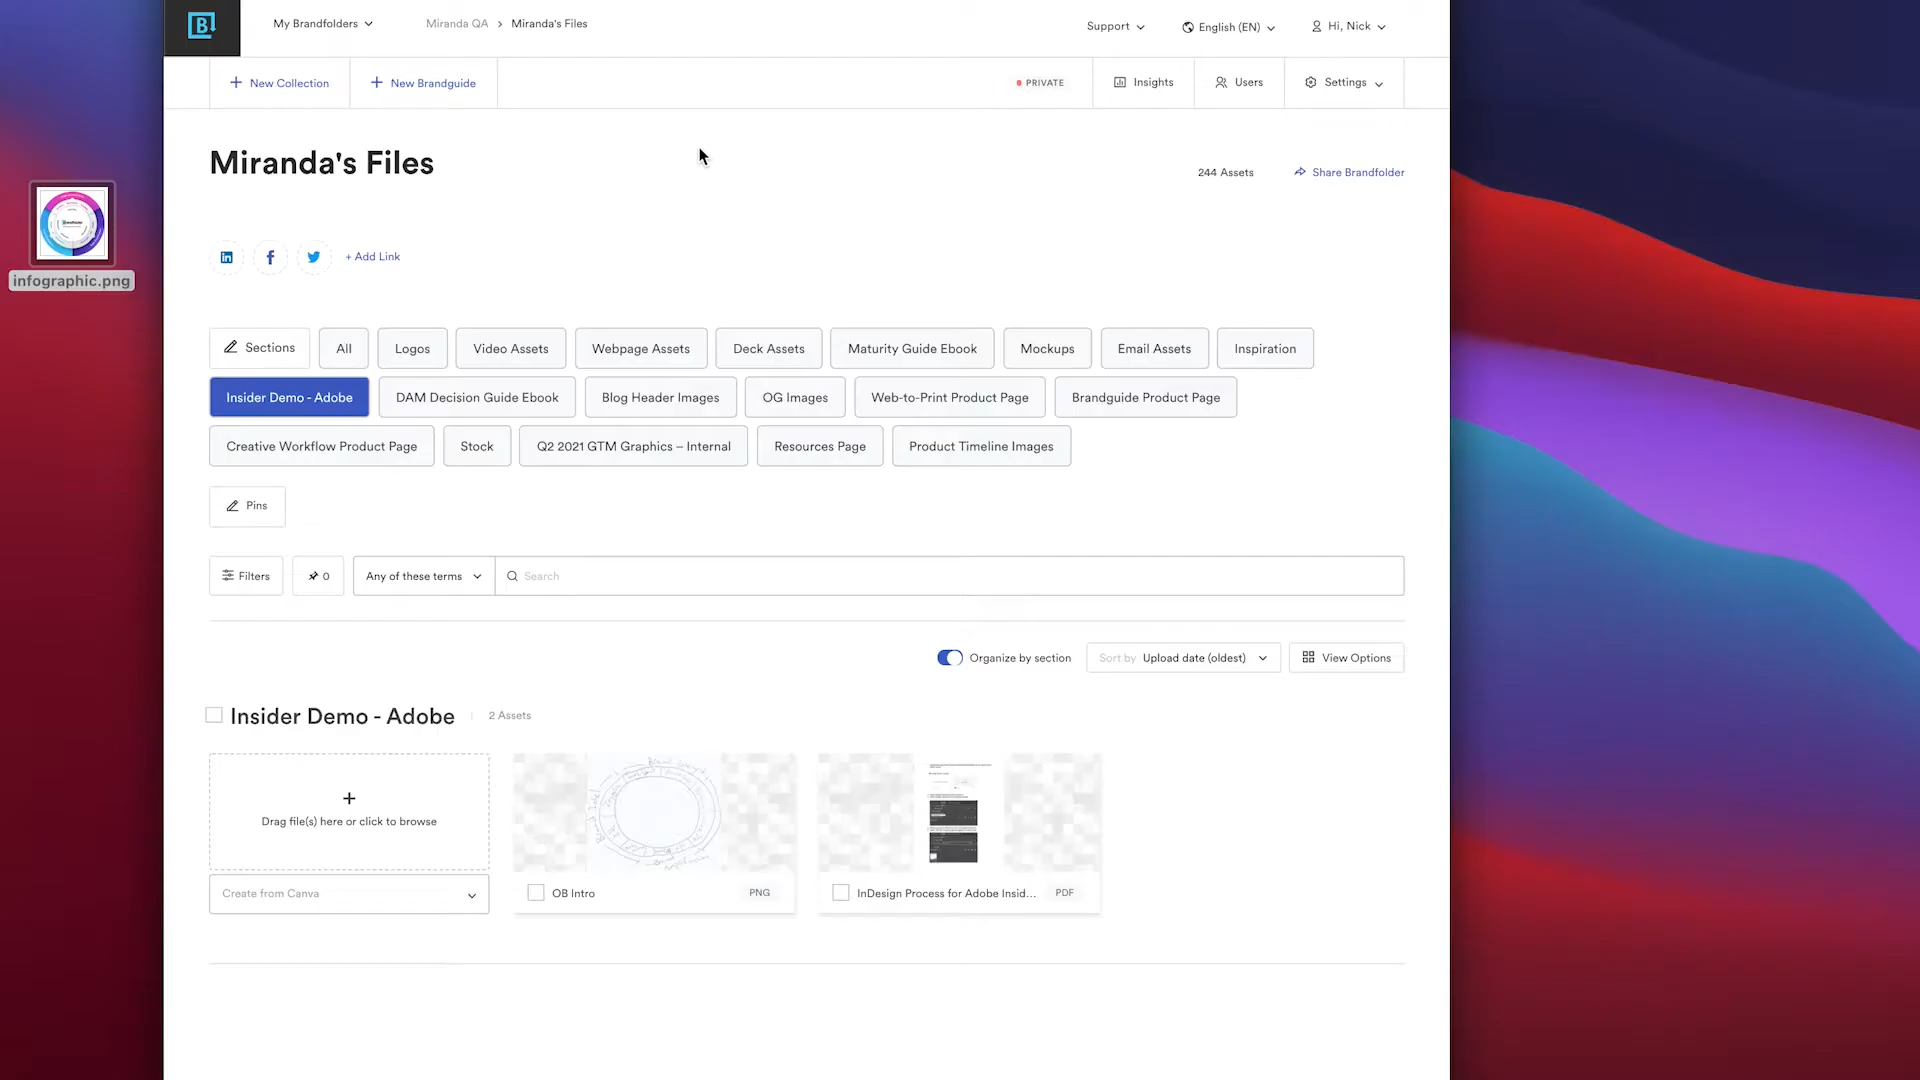 My Brandfolders
Miranda QA > Miranda's Files
Support
English (EN)
Hi, Nick
+ New Collection
+ New Brandguide
PRIVATE
Insights
Users
Settings
Miranda's Files
244 Assets
Share Brandfolder
infographic.png
+ Add Link
Sections
All
Logos
Video Assets
Webpage Assets
Deck Assets
Maturity Guide Ebook
Mockups
Email Assets
Inspiration
Insider Demo - Adobe
DAM Decision Guide Ebook
Blog Header Images
OG Images
Web-to-Print Product Page
Brandguide Product Page
Creative Workflow Product Page
Stock
Q2 2021 GTM Graphics – Internal
Resources Page
Product Timeline Images
Pins
Filters
0
Any of these terms
Search
Organize by section
Sort by Upload date (oldest)
View Options
Insider Demo - Adobe
2 Assets
+
Drag file(s) here or click to browse
Create from Canva
OB Intro
PNG
InDesign Process for Adobe Insid...
PDF